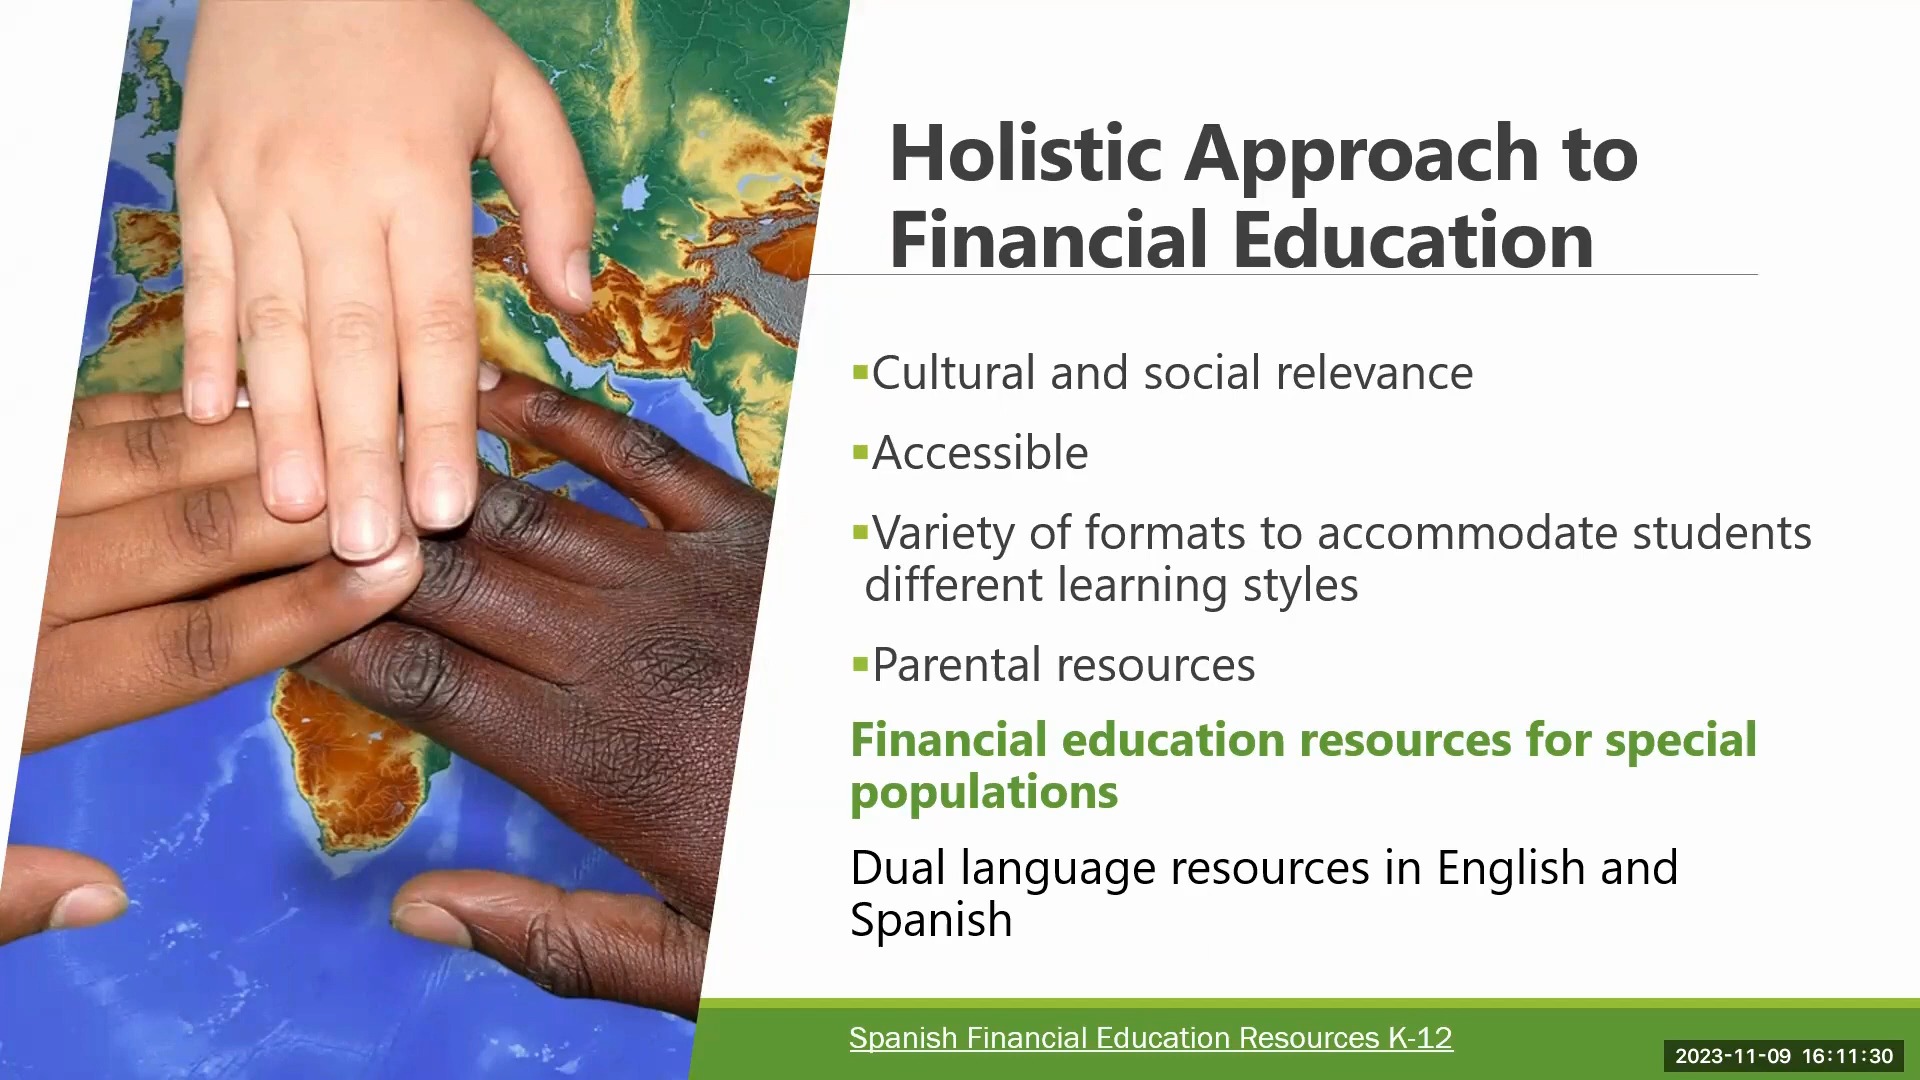 Holistic Approach to
Financial Education
▪Cultural and social relevance
▪Accessible
▪Variety of formats to accommodate students
different learning styles
▪Parental resources
Financial education resources for special
populations
Dual language resources in English and
Spanish
Spanish Financial Education Resources K-12
2023-11-09 16:11:30